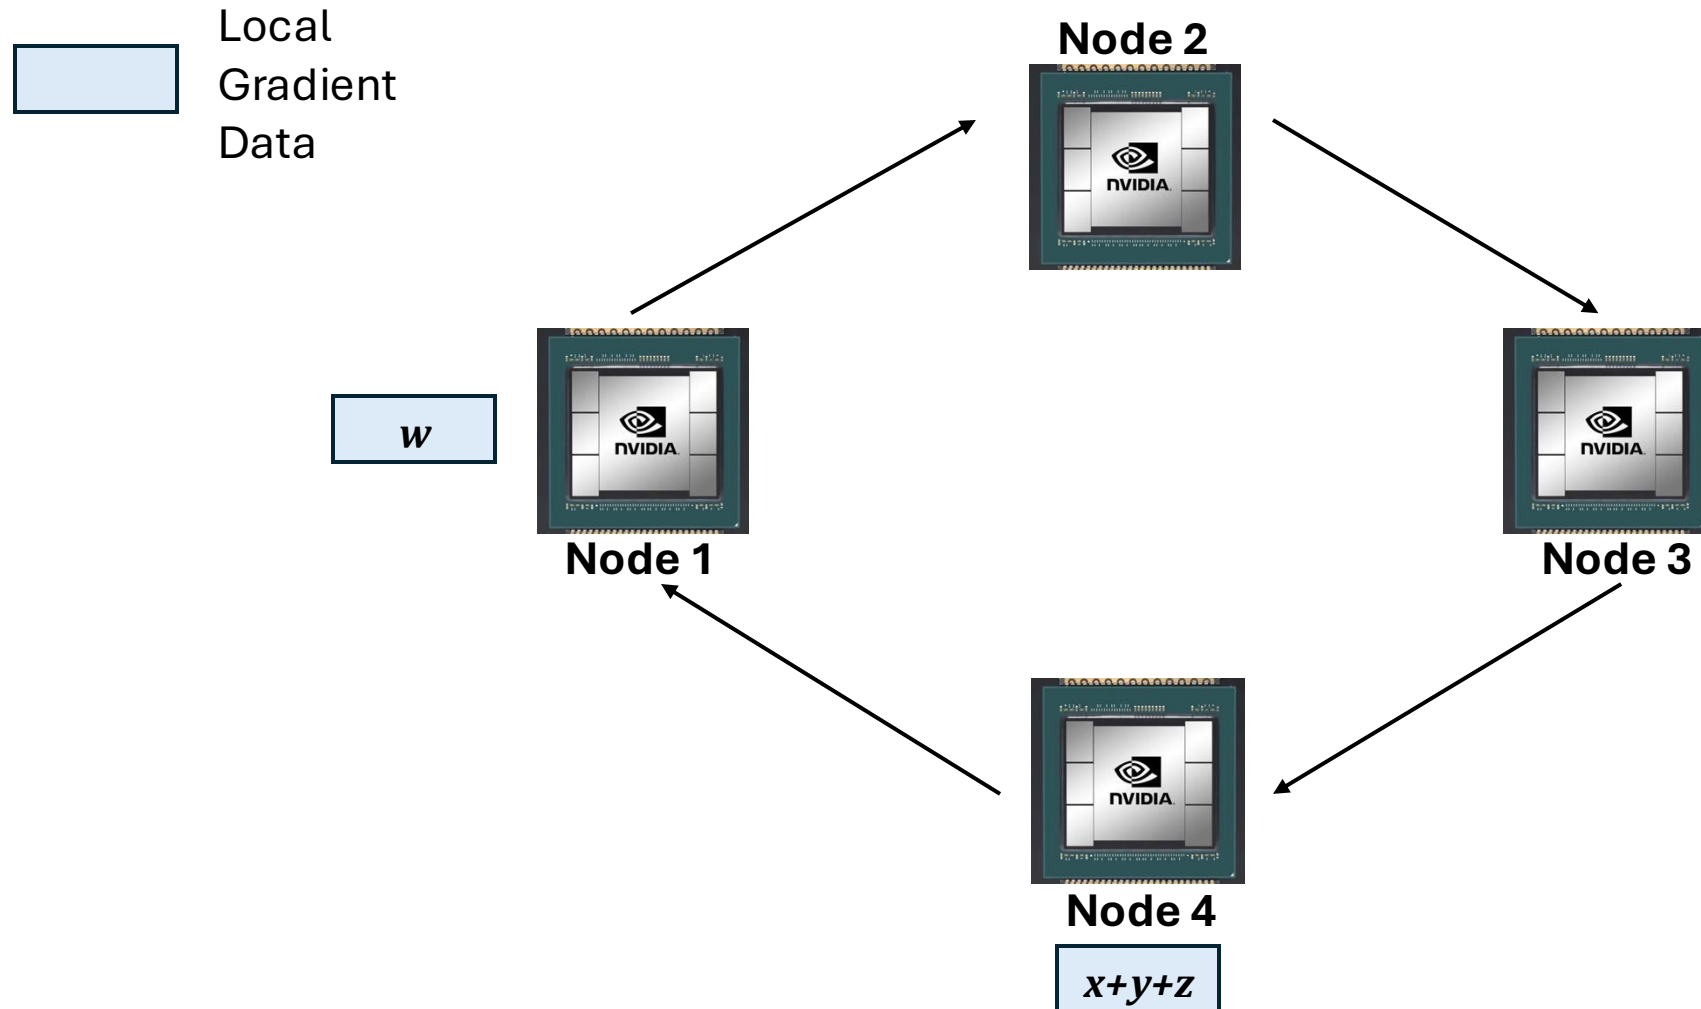 Local
Gradient
Data
Node 2
NVIDIA
w
NVIDIA
Node 1
NVIDIA
Node 3
NVIDIA
Node 4
x+y+z